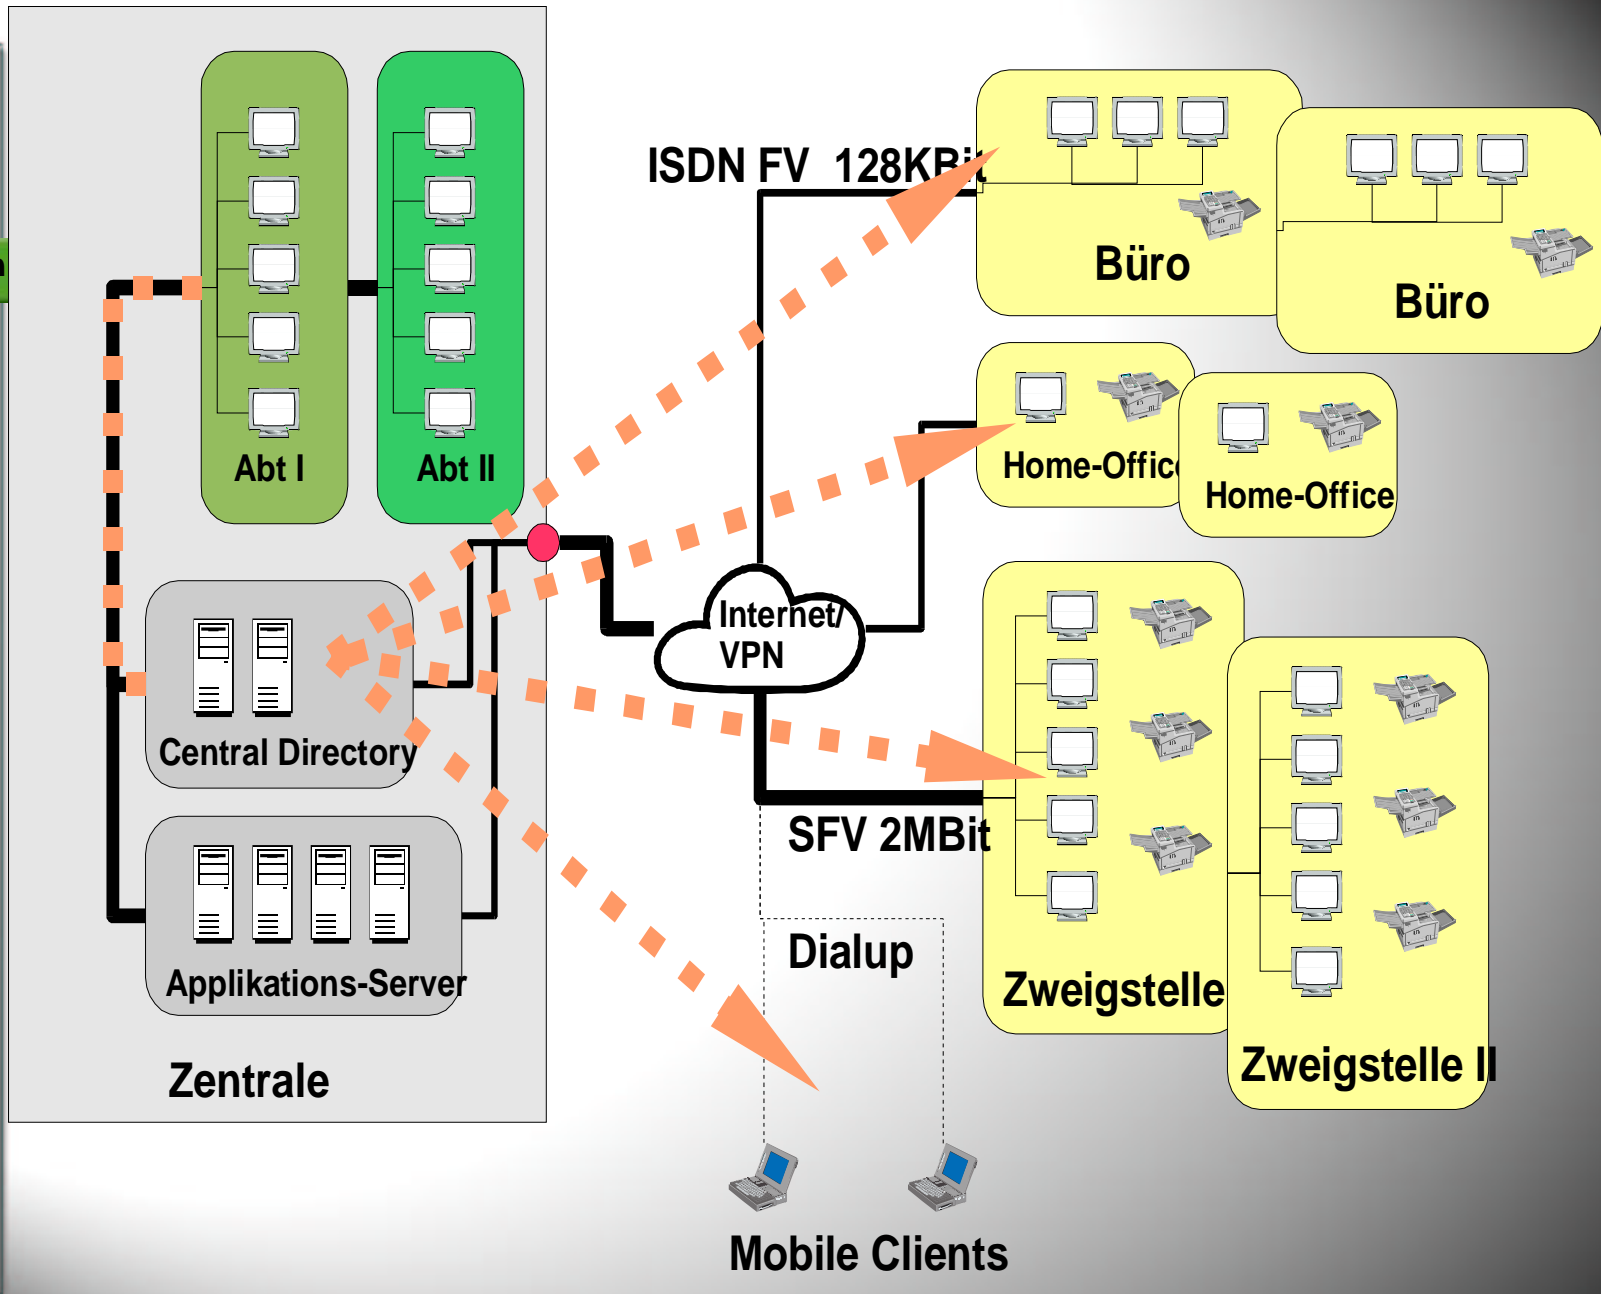 Abt I
Abt II
Central Directory
Applikations-Server
Zentrale
ISDN FV 128KBit
Internet/
VPN
SFV 2MBit
Dialup
Mobile Clients
Büro
Büro
Home-Office
Home-Office
Zweigstelle
Zweigstelle II